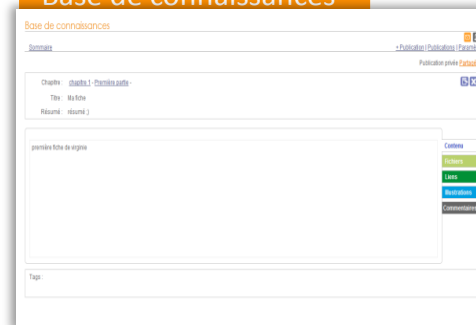 Base de connaissances
Base de connaissances
Sommaire
+ Publication | Publications | Paramè
Publication privée Partage
Chapitre : chapitre 1 - Première partie -
Titre : Ma fiche
Résumé : résumé ;)
première fiche de virginie
Contenu
Fichiers
Liens
Illustrations
Commentaires
Tags :